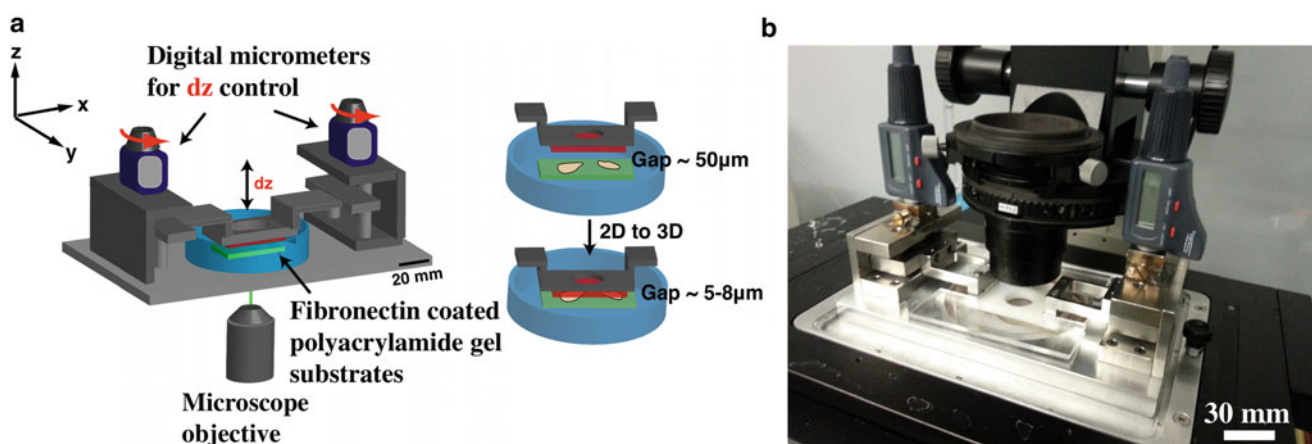 a
z
x
y
Digital micrometers
for dz control
dz
20 mm
Fibronectin coated
polyacrylamide gel
substrates
Microscope
objective
Gap ~ 50μm
2D to 3D
Gap ~ 5-8μm
b
30 mm